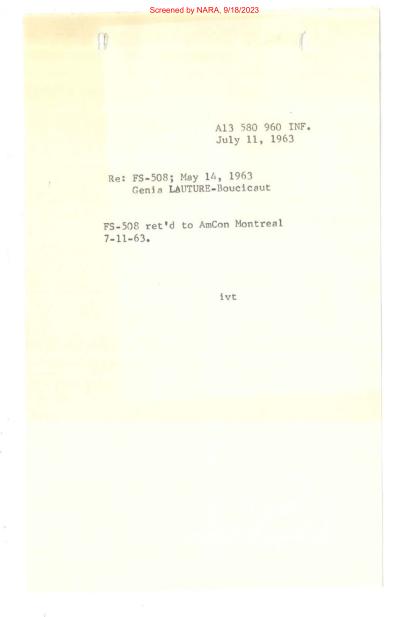 Screened by NARA, 9/18/2023
A13 580 960 INF.
July 11, 1963
Re: FS-508; May 14, 1963
Genia LAUTURE-Boucicaut
FS-508 ret'd to AmCon Montreal
7-11-63.
ivt